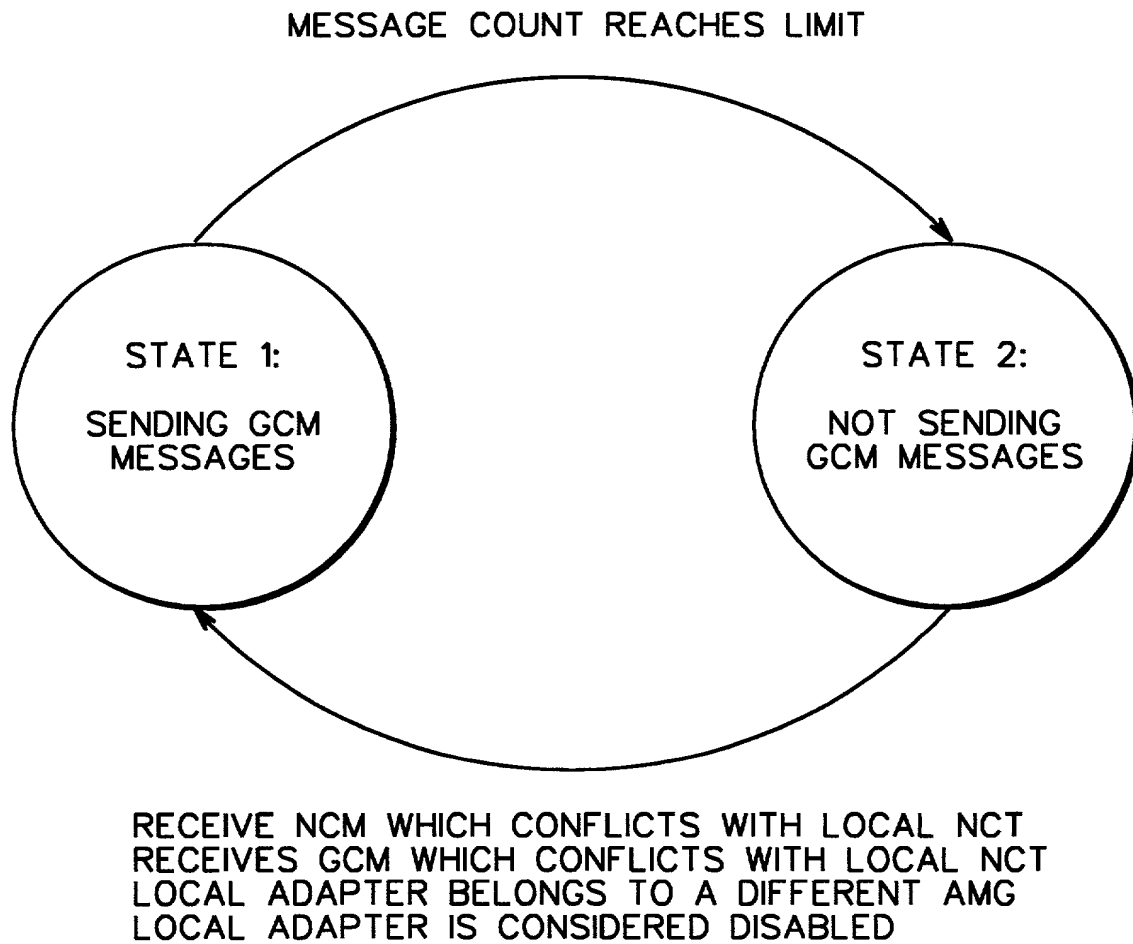 MESSAGE COUNT REACHES LIMIT
STATE 1:
SENDING GCM
MESSAGES
STATE 2:
NOT SENDING
GCM MESSAGES
RECEIVE NCM WHICH CONFLICTS WITH LOCAL NCT
RECEIVES GCM WHICH CONFLICTS WITH LOCAL NCT
LOCAL ADAPTER BELONGS TO A DIFFERENT AMG
LOCAL ADAPTER IS CONSIDERED DISABLED